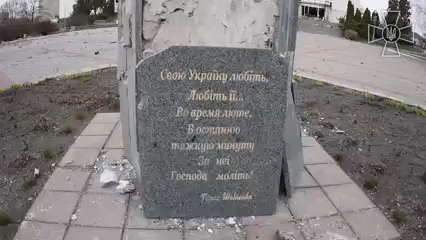 Свою Україну любіть,
Любіть її...
Во время люте,
В останню
тяжкую минуту
За неї
Господа моліть!
Тарас Шевченко